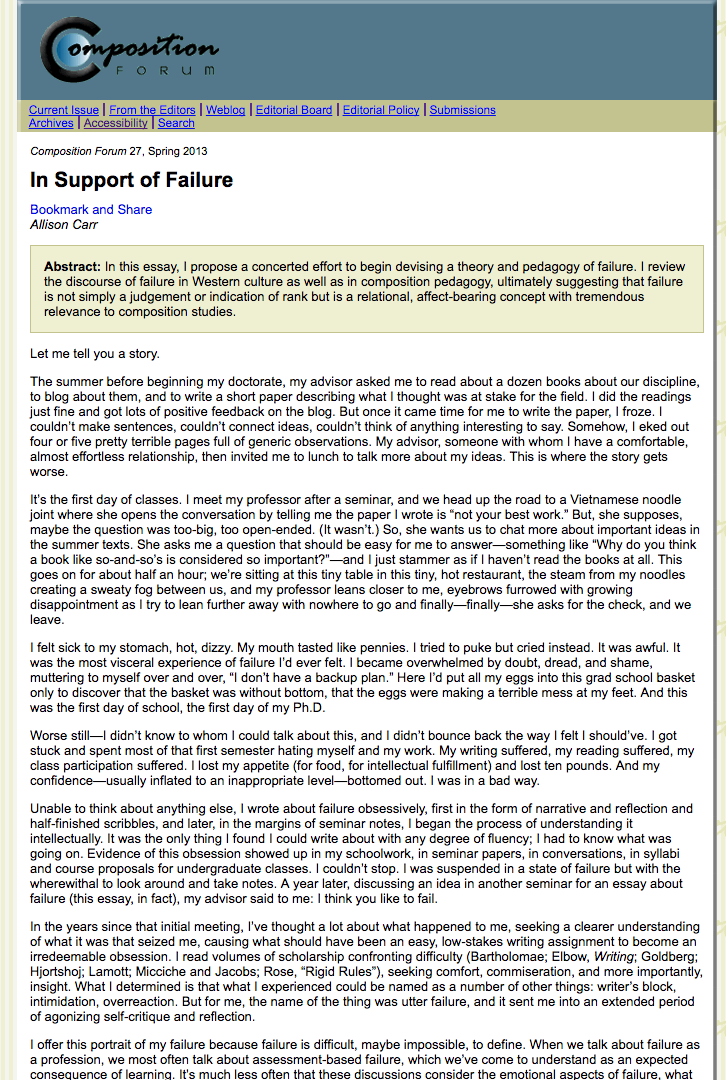 Composition
FORUM
Current Issue | From the Editors | Weblog | Editorial Board | Editorial Policy | Submissions
Archives | Accessibility | Search
Composition Forum 27, Spring 2013
In Support of Failure
Bookmark and Share
Allison Carr
Abstract: In this essay, I propose a concerted effort to begin devising a theory and pedagogy of failure. I review
the discourse of failure in Western culture as well as in composition pedagogy, ultimately suggesting that failure
is not simply a judgement or indication of rank but is a relational, affect-bearing concept with tremendous
relevance to composition studies.
Let me tell you a story.
The summer before beginning my doctorate, my advisor asked me to read about a dozen books about our discipline,
to blog about them, and to write a short paper describing what I thought was at stake for the field. I did the readings
just fine and got lots of positive feedback on the blog. But once it came time for me to write the paper, I froze. I
couldn't make sentences, couldn't connect ideas, couldn't think of anything interesting to say. Somehow, I eked out
four or five pretty terrible pages full of generic observations. My advisor, someone with whom I have a comfortable,
almost effortless relationship, then invited me to lunch to talk more about my ideas. This is where the story gets
worse.
It's the first day of classes. I meet my professor after a seminar, and we head up the road to a Vietnamese noodle
joint where she opens the conversation by telling me the paper I wrote is “not your best work.” But, she supposes,
maybe the question was too-big, too open-ended. (It wasn't.) So, she wants us to chat more about important ideas in
the summer texts. She asks me a question that should be easy for me to answer—something like “Why do you think
a book like so-and-so's is considered so important?”—and I just stammer as if I haven't read the books at all. This
goes on for about half an hour; we're sitting at this tiny table in this tiny, hot restaurant, the steam from my noodles
creating a sweaty fog between us, and my professor leans closer to me, eyebrows furrowed with growing
disappointment as I try to lean further away with nowhere to go and finally—finally—she asks for the check, and we
leave.
I felt sick to my stomach, hot, dizzy. My mouth tasted like pennies. I tried to puke but cried instead. It was awful. It
was the most visceral experience of failure I'd ever felt. I became overwhelmed by doubt, dread, and shame,
muttering to myself over and over, “I don't have a backup plan.” Here I'd put all my eggs into this grad school basket
only to discover that the basket was without bottom, that the eggs were making a terrible mess at my feet. And this
was the first day of school, the first day of my Ph.D.
Worse still—I didn't know to whom I could talk about this, and I didn't bounce back the way I felt I should've. I got
stuck and spent most of that first semester hating myself and my work. My writing suffered, my reading suffered, my
class participation suffered. I lost my appetite (for food, for intellectual fulfillment) and lost ten pounds. And my
confidence—usually inflated to an inappropriate level—bottomed out. I was in a bad way.
Unable to think about anything else, I wrote about failure obsessively, first in the form of narrative and reflection and
half-finished scribbles, and later, in the margins of seminar notes, I began the process of understanding it
intellectually. It was the only thing I found I could write about with any degree of fluency; I had to know what was
going on. Evidence of this obsession showed up in my schoolwork, in seminar papers, in conversations, in syllabi
and course proposals for undergraduate classes. I couldn't stop. I was suspended in a state of failure but with the
wherewithal to look around and take notes. A year later, discussing an idea in another seminar for an essay about
failure (this essay, in fact), my advisor said to me: I think you like to fail.
In the years since that initial meeting, I've thought a lot about what happened to me, seeking a clearer understanding
of what it was that seized me, causing what should have been an easy, low-stakes writing assignment to become an
irredeemable obsession. I read volumes of scholarship confronting difficulty (Bartholomae; Elbow, Writing; Goldberg;
Hjortshoj; Lamott; Micciche and Jacobs; Rose, “Rigid Rules”), seeking comfort, commiseration, and more importantly,
insight. What I determined is that what I experienced could be named as a number of other things: writer's block,
intimidation, overreaction. But for me, the name of the thing was utter failure, and it sent me into an extended period
of agonizing self-critique and reflection.
I offer this portrait of my failure because failure is difficult, maybe impossible, to define. When we talk about failure as
a profession, we most often talk about assessment-based failure, which we've come to understand as an expected
consequence of learning. It's much less often that these discussions consider the emotional aspects of failure, what